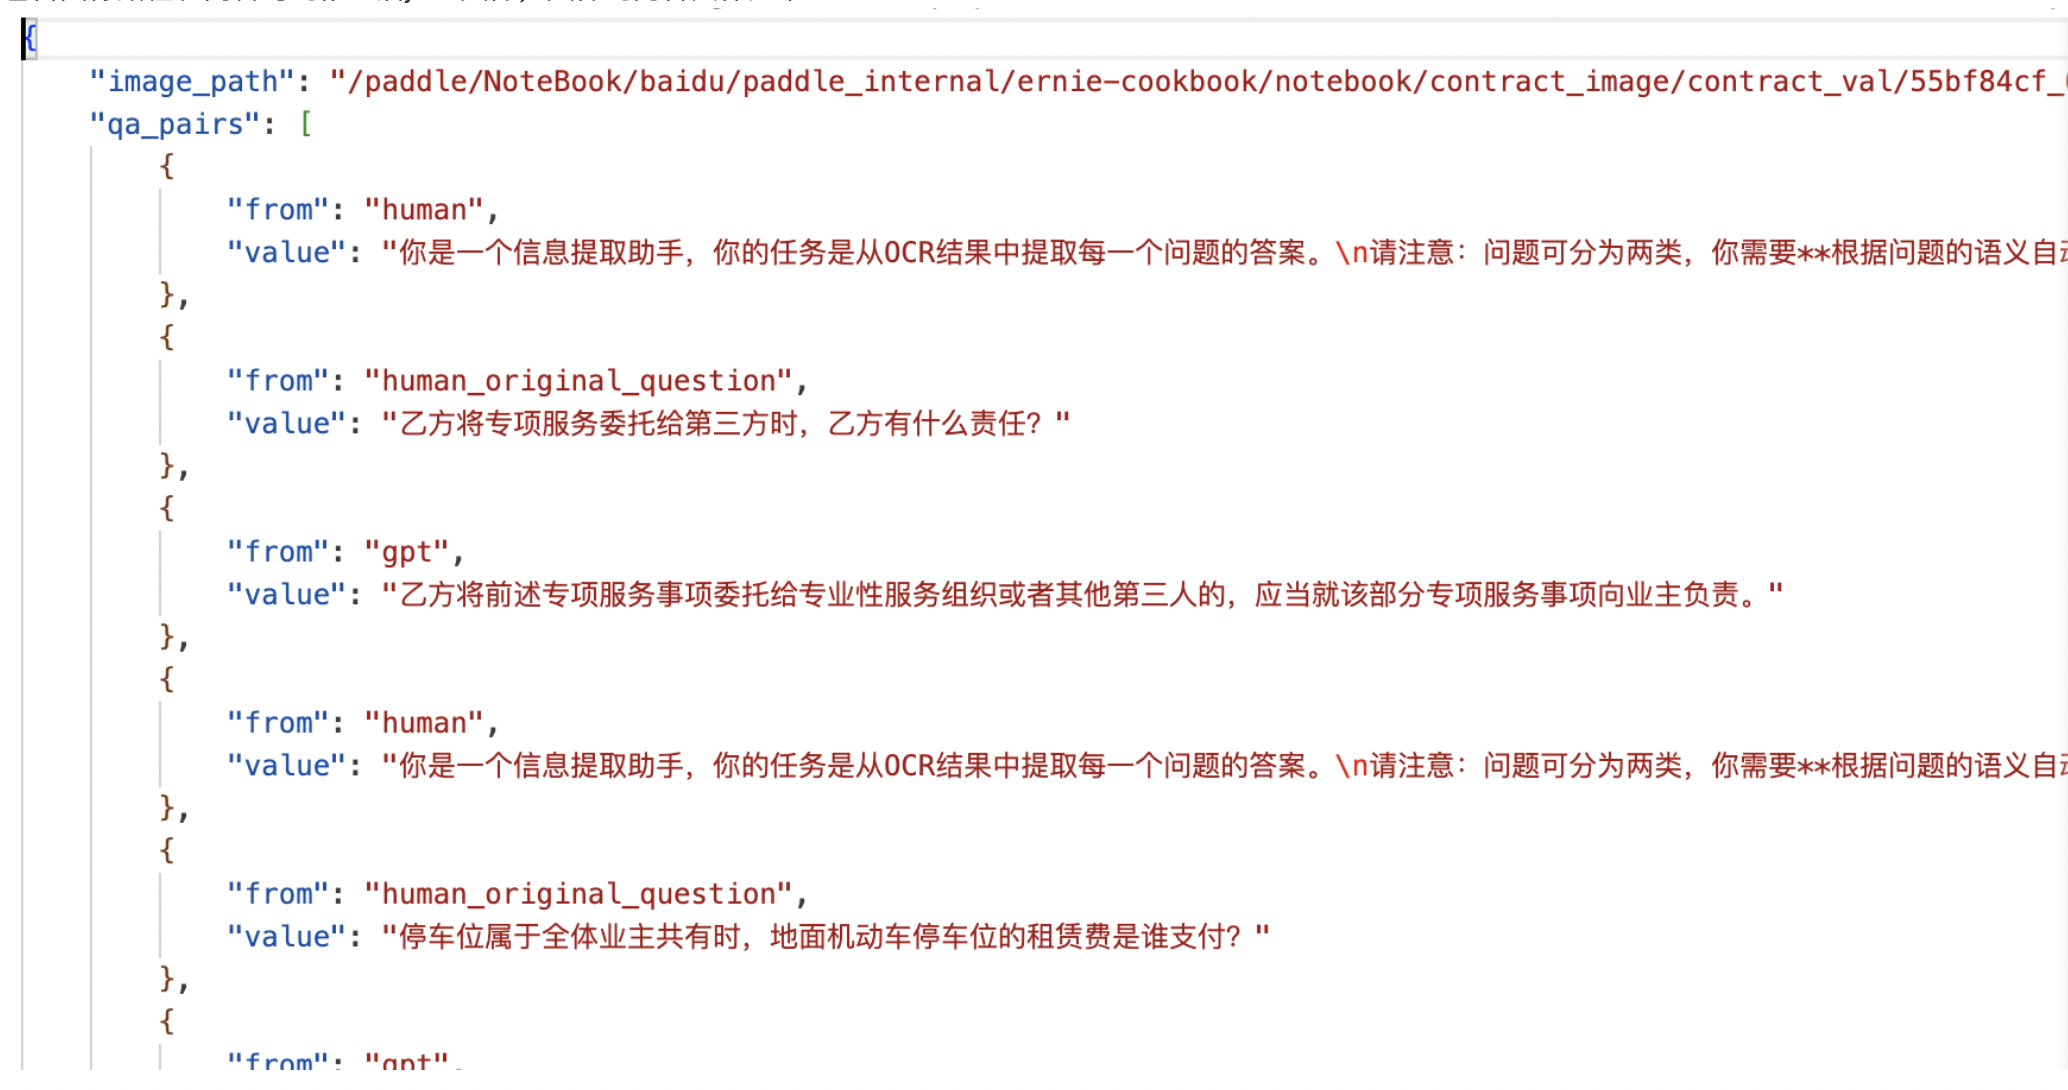 {
"image_path": "/paddle/NoteBook/baidu/paddle_internal/ernie-cookbook/notebook/contract_image/contract_val/55bf84cf_
"qa_pairs": [
{
"from": "human",
"value": "你是一个信息提取助手，你的任务是从OCR结果中提取每一个问题的答案。\n请注意：问题可分为两类，你需要**根据问题的语义自动
},
{
"from": "human_original_question",
"value": "乙方将专项服务委托给第三方时，乙方有什么责任？"
},
{
"from": "gpt",
"value": "乙方将前述专项服务事项委托给专业性服务组织或者其他第三人的，应当就该部分专项服务事项向业主负责。"
},
{
"from": "human",
"value": "你是一个信息提取助手，你的任务是从OCR结果中提取每一个问题的答案。\n请注意：问题可分为两类，你需要**根据问题的语义自动
},
{
"from": "human_original_question",
"value": "停车位属于全体业主共有时，地面机动车停车位的租赁费是谁支付？"
},
{
"from": "gpt",